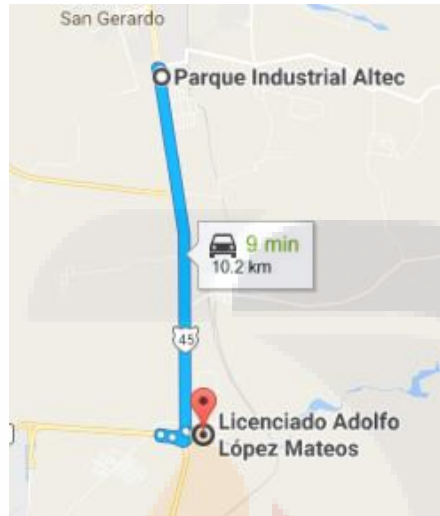 San Gerardo
Parque Industrial Altec
9 min
10.2 km
45
Licenciado Adolfo
López Mateos